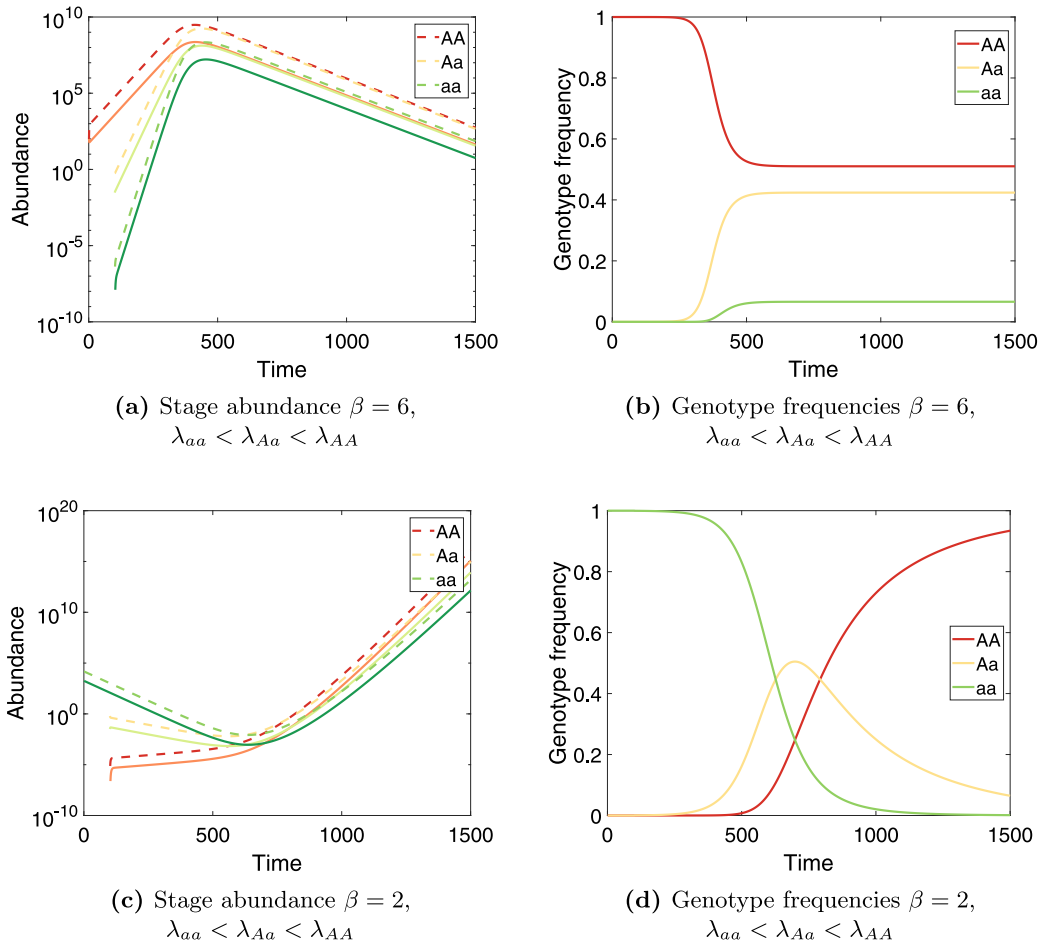 10^10
10^5
10^0
10^-5
10^-10
Abundance
0 500 1000 1500
Time
AA
Aa
aa
(a) Stage abundance β = 6,
λ_aa < λ_Aa < λ_AA
1
0.8
0.6
0.4
0.2
0
Genotype frequency
0 500 1000 1500
Time
AA
Aa
aa
(b) Genotype frequencies β = 6,
λ_aa < λ_Aa < λ_AA
10^20
10^10
10^0
10^-10
Abundance
0 500 1000 1500
Time
AA
Aa
aa
(c) Stage abundance β = 2,
λ_aa < λ_Aa < λ_AA
1
0.8
0.6
0.4
0.2
0
Genotype frequency
0 500 1000 1500
Time
AA
Aa
aa
(d) Genotype frequencies β = 2,
λ_aa < λ_Aa < λ_AA